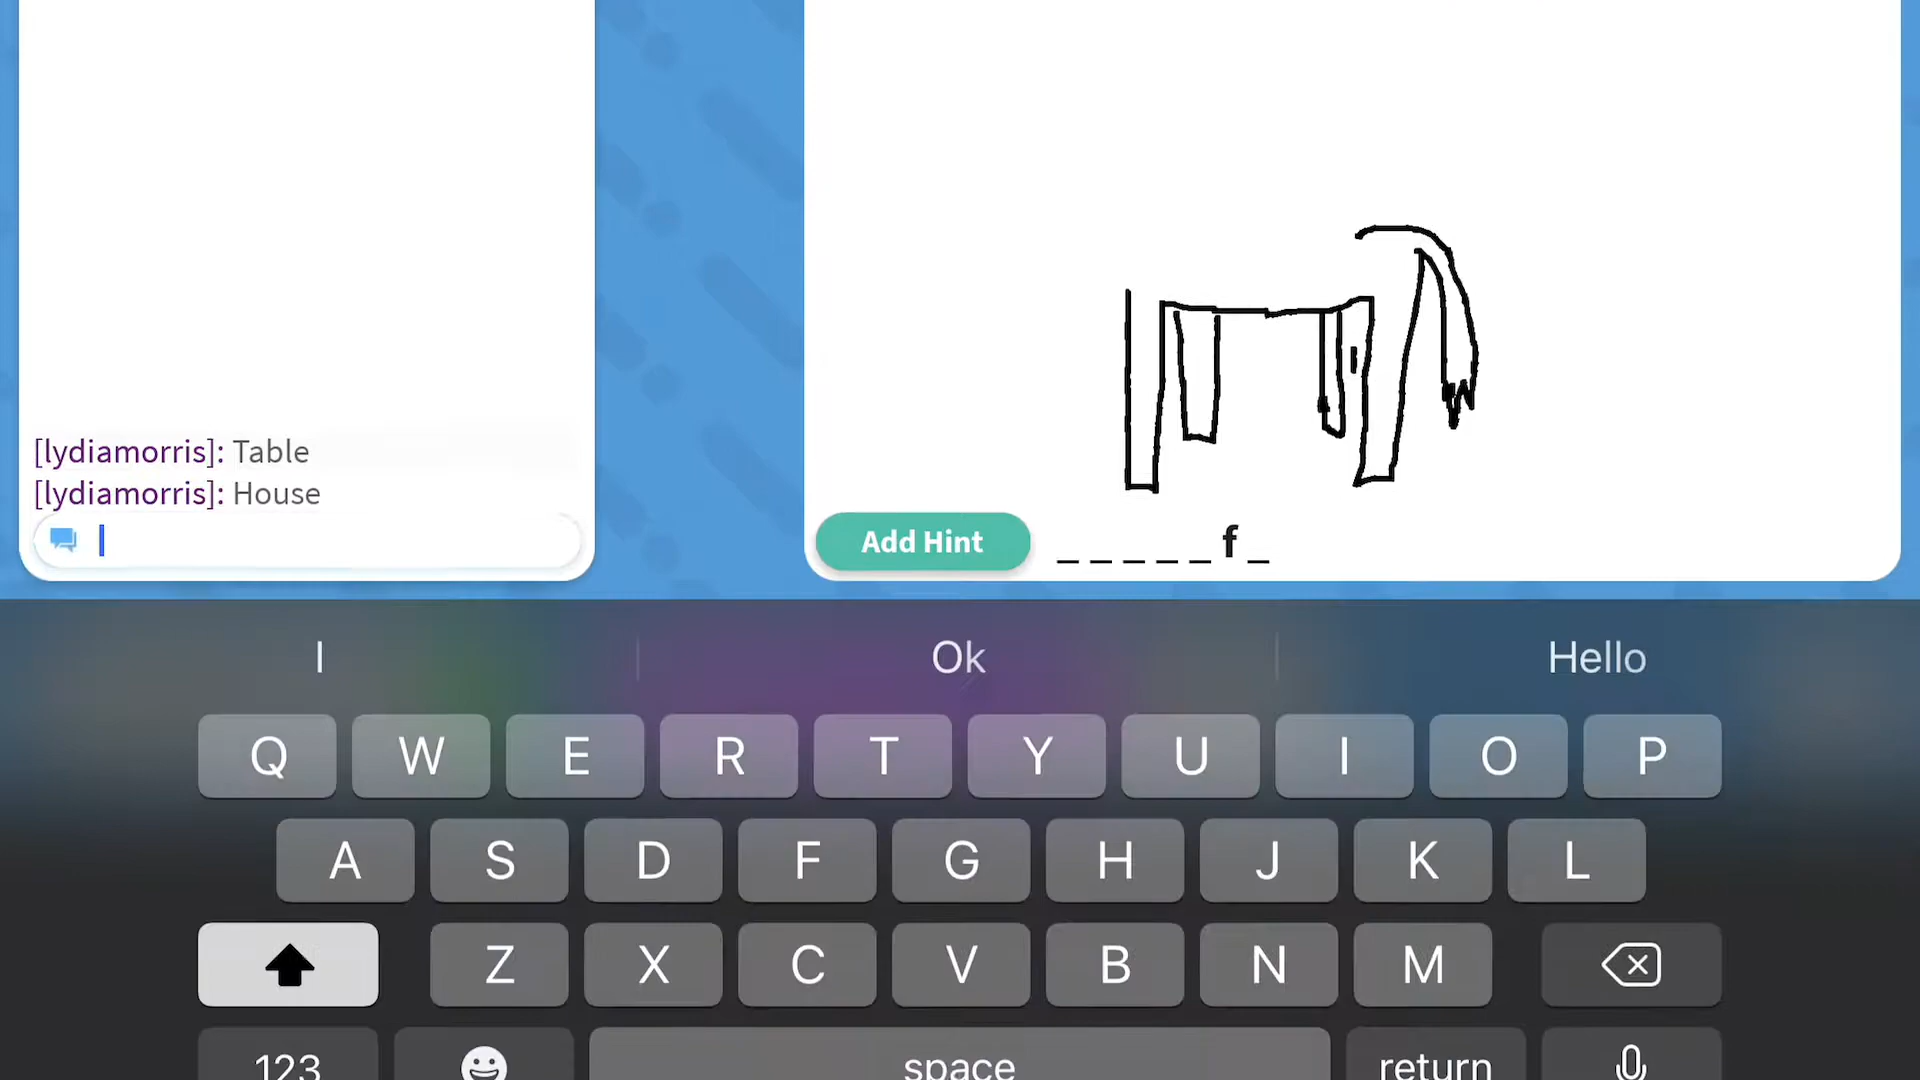 [lydiamorris]: Table
[lydiamorris]: House
Add Hint
_ _ _ _ _ f _
I Ok Hello
Q W E R T Y U I O P
A S D F G H J K L
Z X C V B N M
123 space return